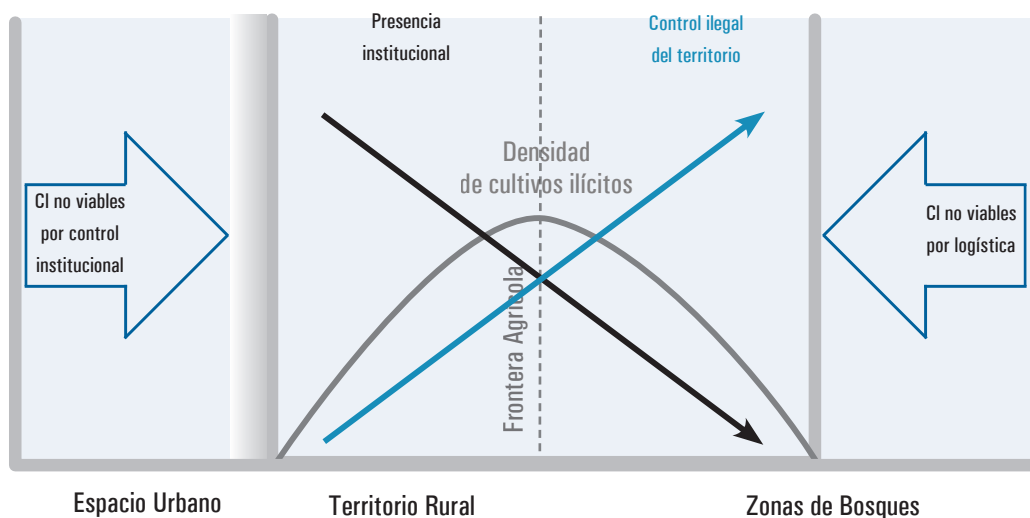 Presencia
institucional
Control ilegal
del territorio
Densidad
de cultivos ilícitos
CI no viables
por control
institucional
CI no viables
por logística
Frontera Agrícola
Espacio Urbano
Territorio Rural
Zonas de Bosques